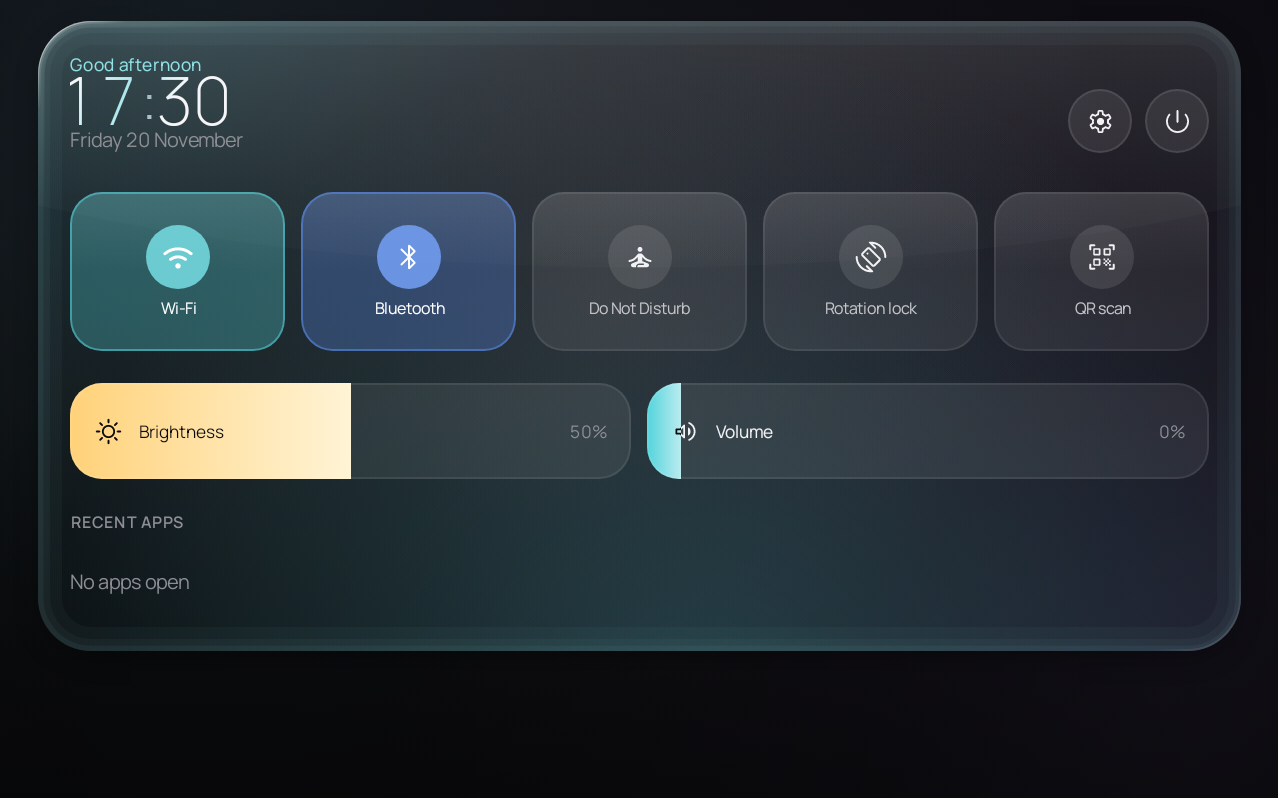 Good afternoon
17:30
Friday 20 November
Wi-Fi
Bluetooth
Do Not Disturb
Rotation lock
QR scan
Brightness
50%
Volume
0%
RECENT APPS
No apps open